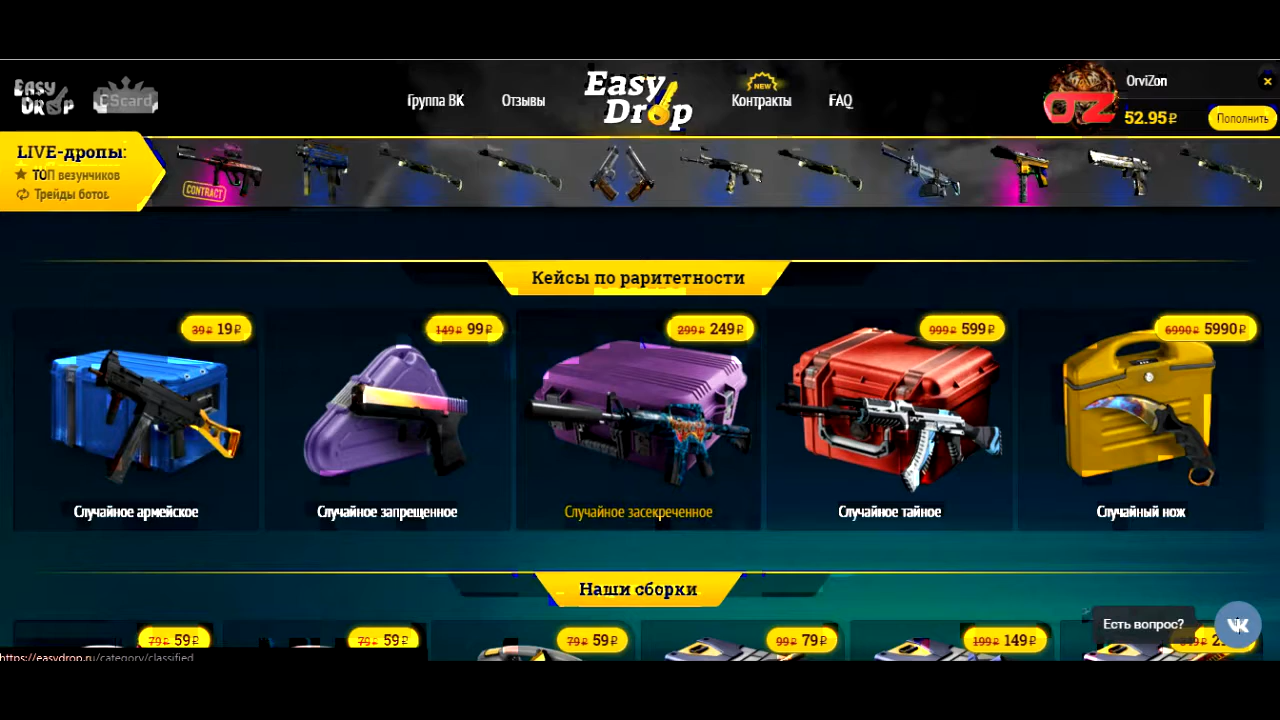 Easy
Drop
CScard
Группа ВК
Отзывы
Easy
Drop
NEW
Контракты
FAQ
OrviZon
OZ
52.95₽
Пополнить
LIVE-дропы:
ТОП везунчиков
Трейды ботов
CONTRACT
Кейсы по раритетности
39₽ 19₽
149₽ 99₽
299₽ 249₽
999₽ 599₽
6990₽ 5990₽
Случайное армейское
Случайное запрещенное
Случайное засекреченное
Случайное тайное
Случайный нож
Наши сборки
79₽ 59₽
79₽ 59₽
79₽ 59₽
99₽ 79₽
199₽ 149₽
Есть вопрос?
https://easydrop.ru/category/classified